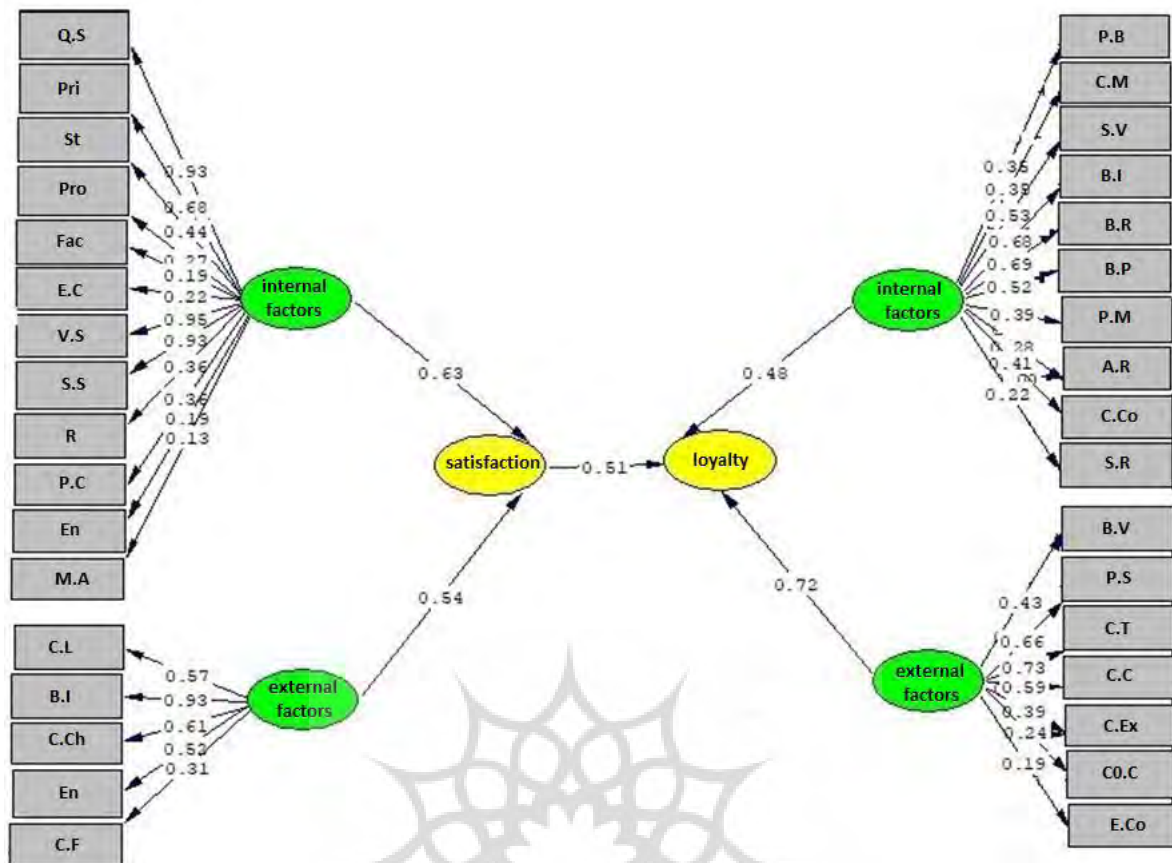 Q.S
Pri
St
Pro
Fac
E.C
V.S
S.S
R
P.C
En
M.A
0.93
0.68
0.44
0.27
0.19
0.22
0.95
0.93
0.36
0.36
0.19
0.13
internal
factors
0.63
satisfaction
0.51
loyalty
0.54
C.L
B.I
C.Ch
En
C.F
0.57
0.93
0.61
0.52
0.31
external
factors
internal
factors
0.48
0.53
0.68
0.69
0.52
0.39
0.28
0.41
0.22
P.B
C.M
S.V
B.I
B.R
B.P
P.M
A.R
C.Co
S.R
0.72
external
factors
0.43
0.66
0.73
0.59
0.39
0.24
0.19
B.V
P.S
C.T
C.C
C.Ex
C0.C
E.Co